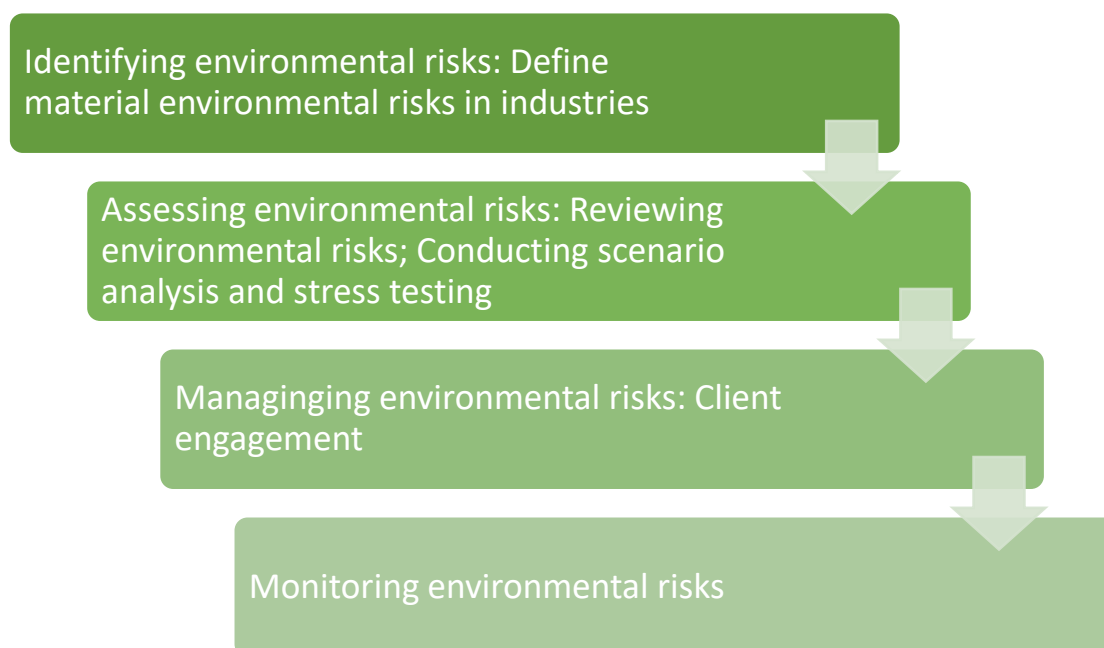 Identifying environmental risks: Define
material environmental risks in industries
Assessing environmental risks: Reviewing
environmental risks; Conducting scenario
analysis and stress testing
Managinging environmental risks: Client
engagement
Monitoring environmental risks